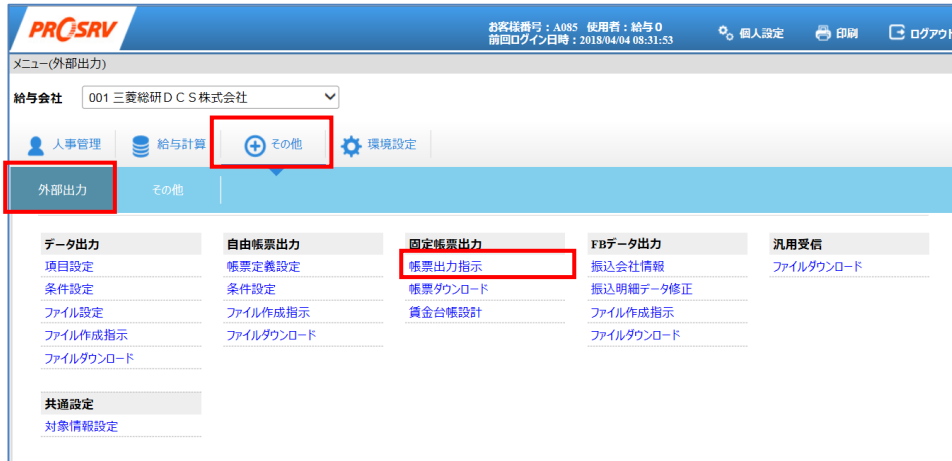 PROSRV
お客様番号：A085 使用者：給与０
前回ログイン日時：2018/04/04 08:31:53
個人設定
印刷
ログアウト
メニュー(外部出力)
給与会社
001 三菱総研ＤＣＳ株式会社
人事管理
給与計算
その他
環境設定
外部出力
その他
データ出力
項目設定
条件設定
ファイル設定
ファイル作成指示
ファイルダウンロード
自由帳票出力
帳票定義設定
条件設定
ファイル作成指示
ファイルダウンロード
固定帳票出力
帳票出力指示
帳票ダウンロード
賃金台帳設計
FBデータ出力
振込会社情報
振込明細データ修正
ファイル作成指示
ファイルダウンロード
汎用受信
ファイルダウンロード
共通設定
対象情報設定